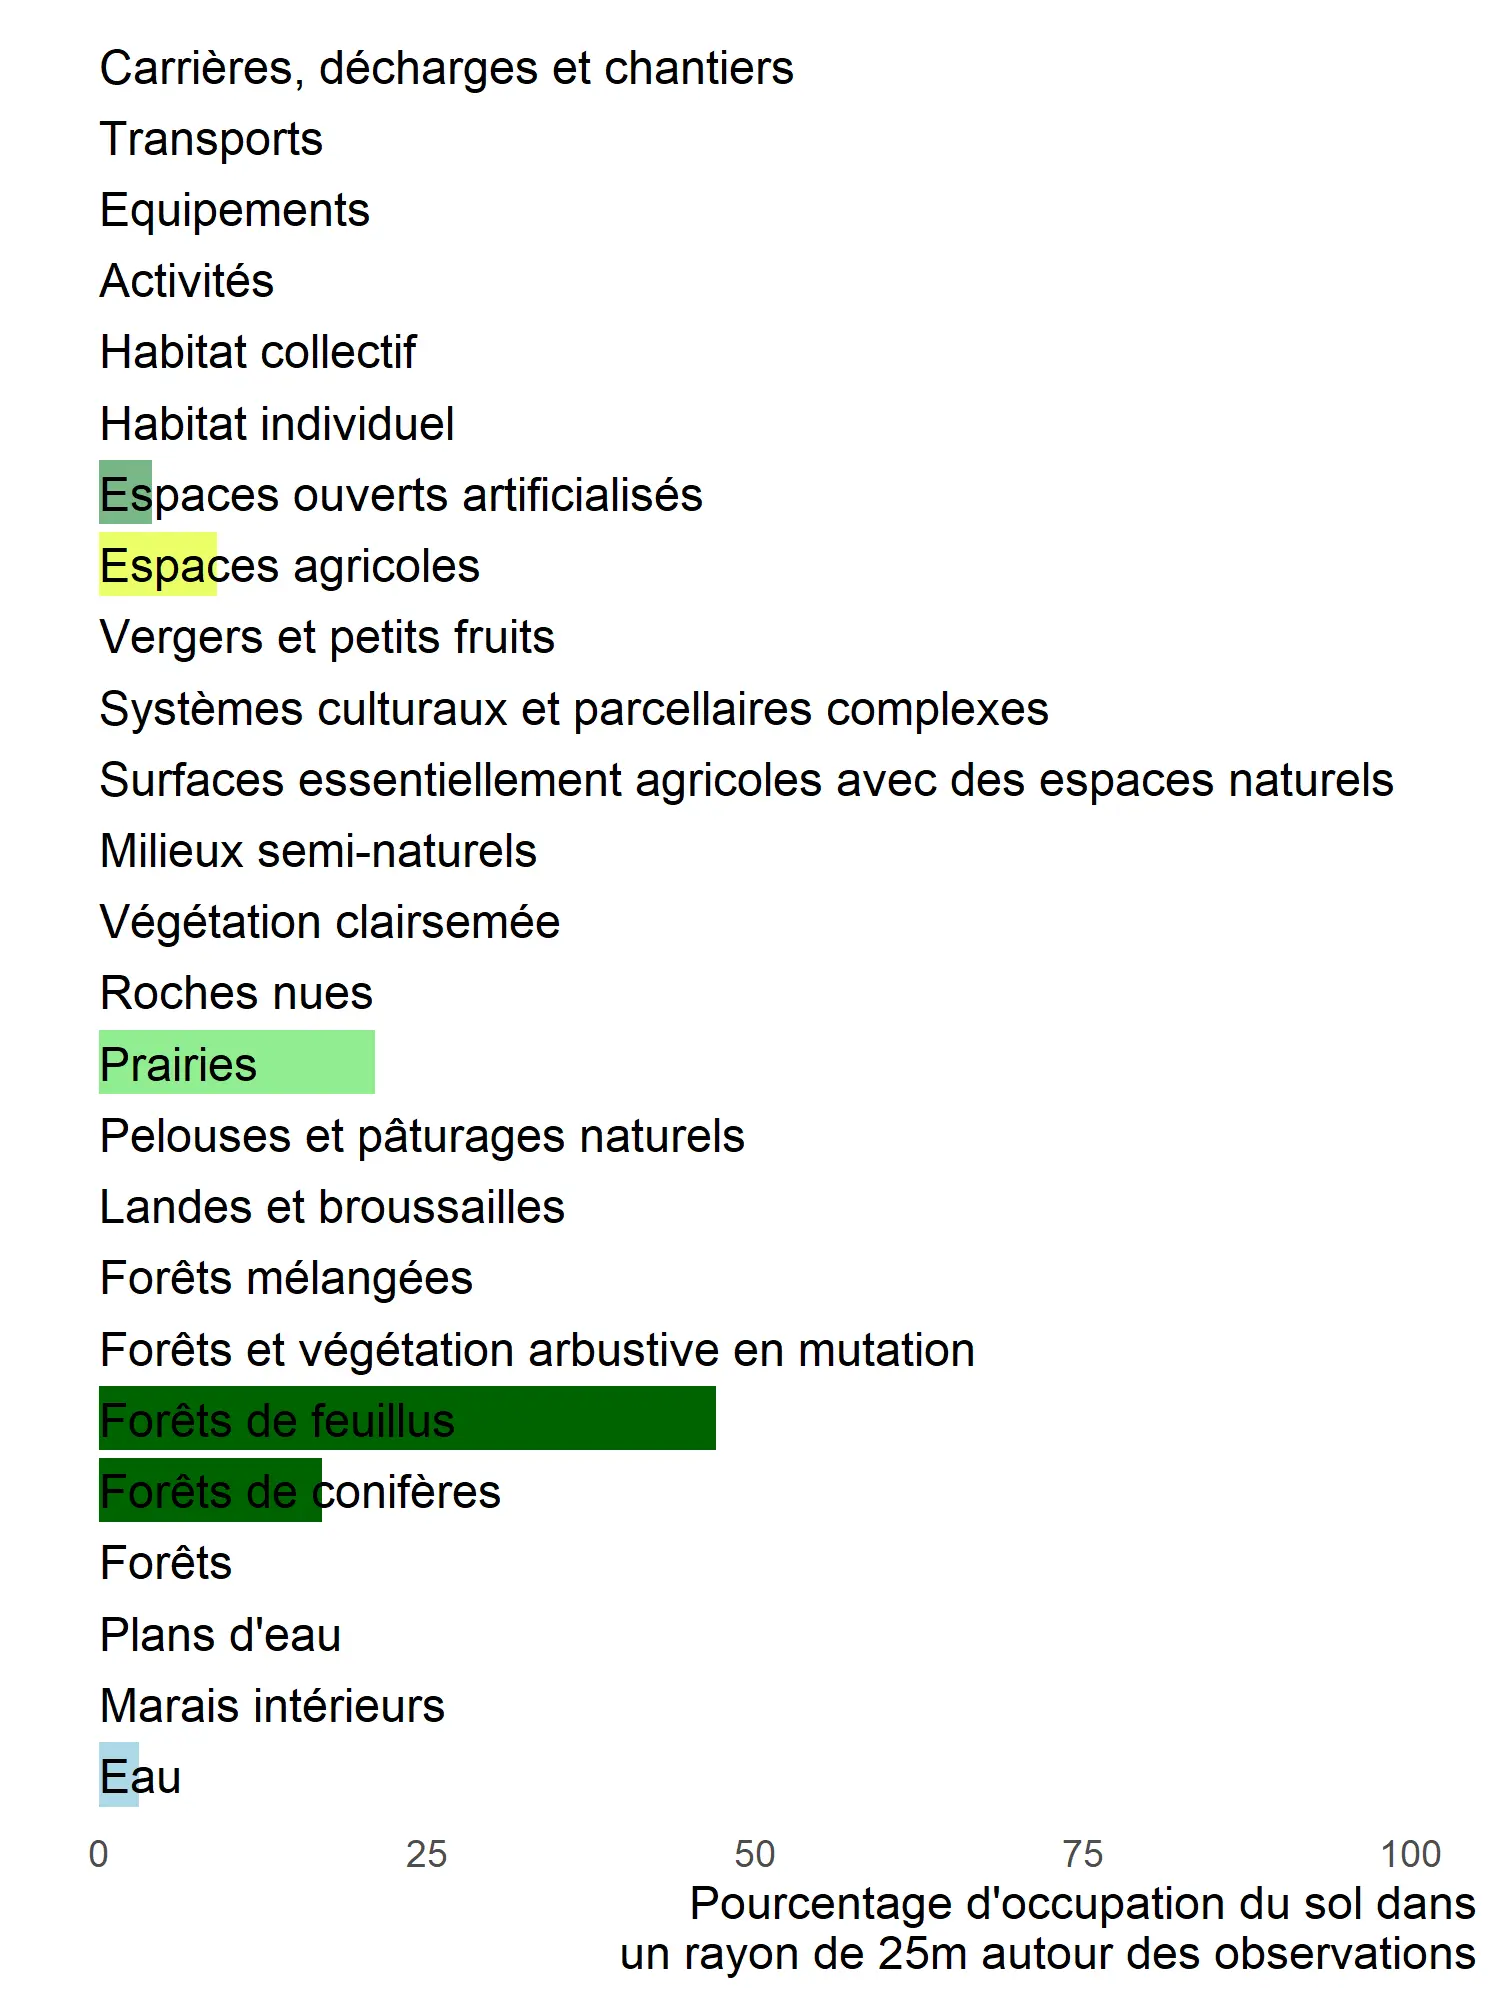 Carrières, décharges et chantiers
Transports
Equipements
Activités
Habitat collectif
Habitat individuel
Espaces ouverts artificialisés
Espaces agricoles
Vergers et petits fruits
Systèmes culturaux et parcellaires complexes
Surfaces essentiellement agricoles avec des espaces naturels
Milieux semi-naturels
Végétation clairsemée
Roches nues
Prairies
Pelouses et pâturages naturels
Landes et broussailles
Forêts mélangées
Forêts et végétation arbustive en mutation
Forêts de feuillus
Forêts de conifères
Forêts
Plans d'eau
Marais intérieurs
Eau
0 25 50 75 100
Pourcentage d'occupation du sol dans
un rayon de 25m autour des observations